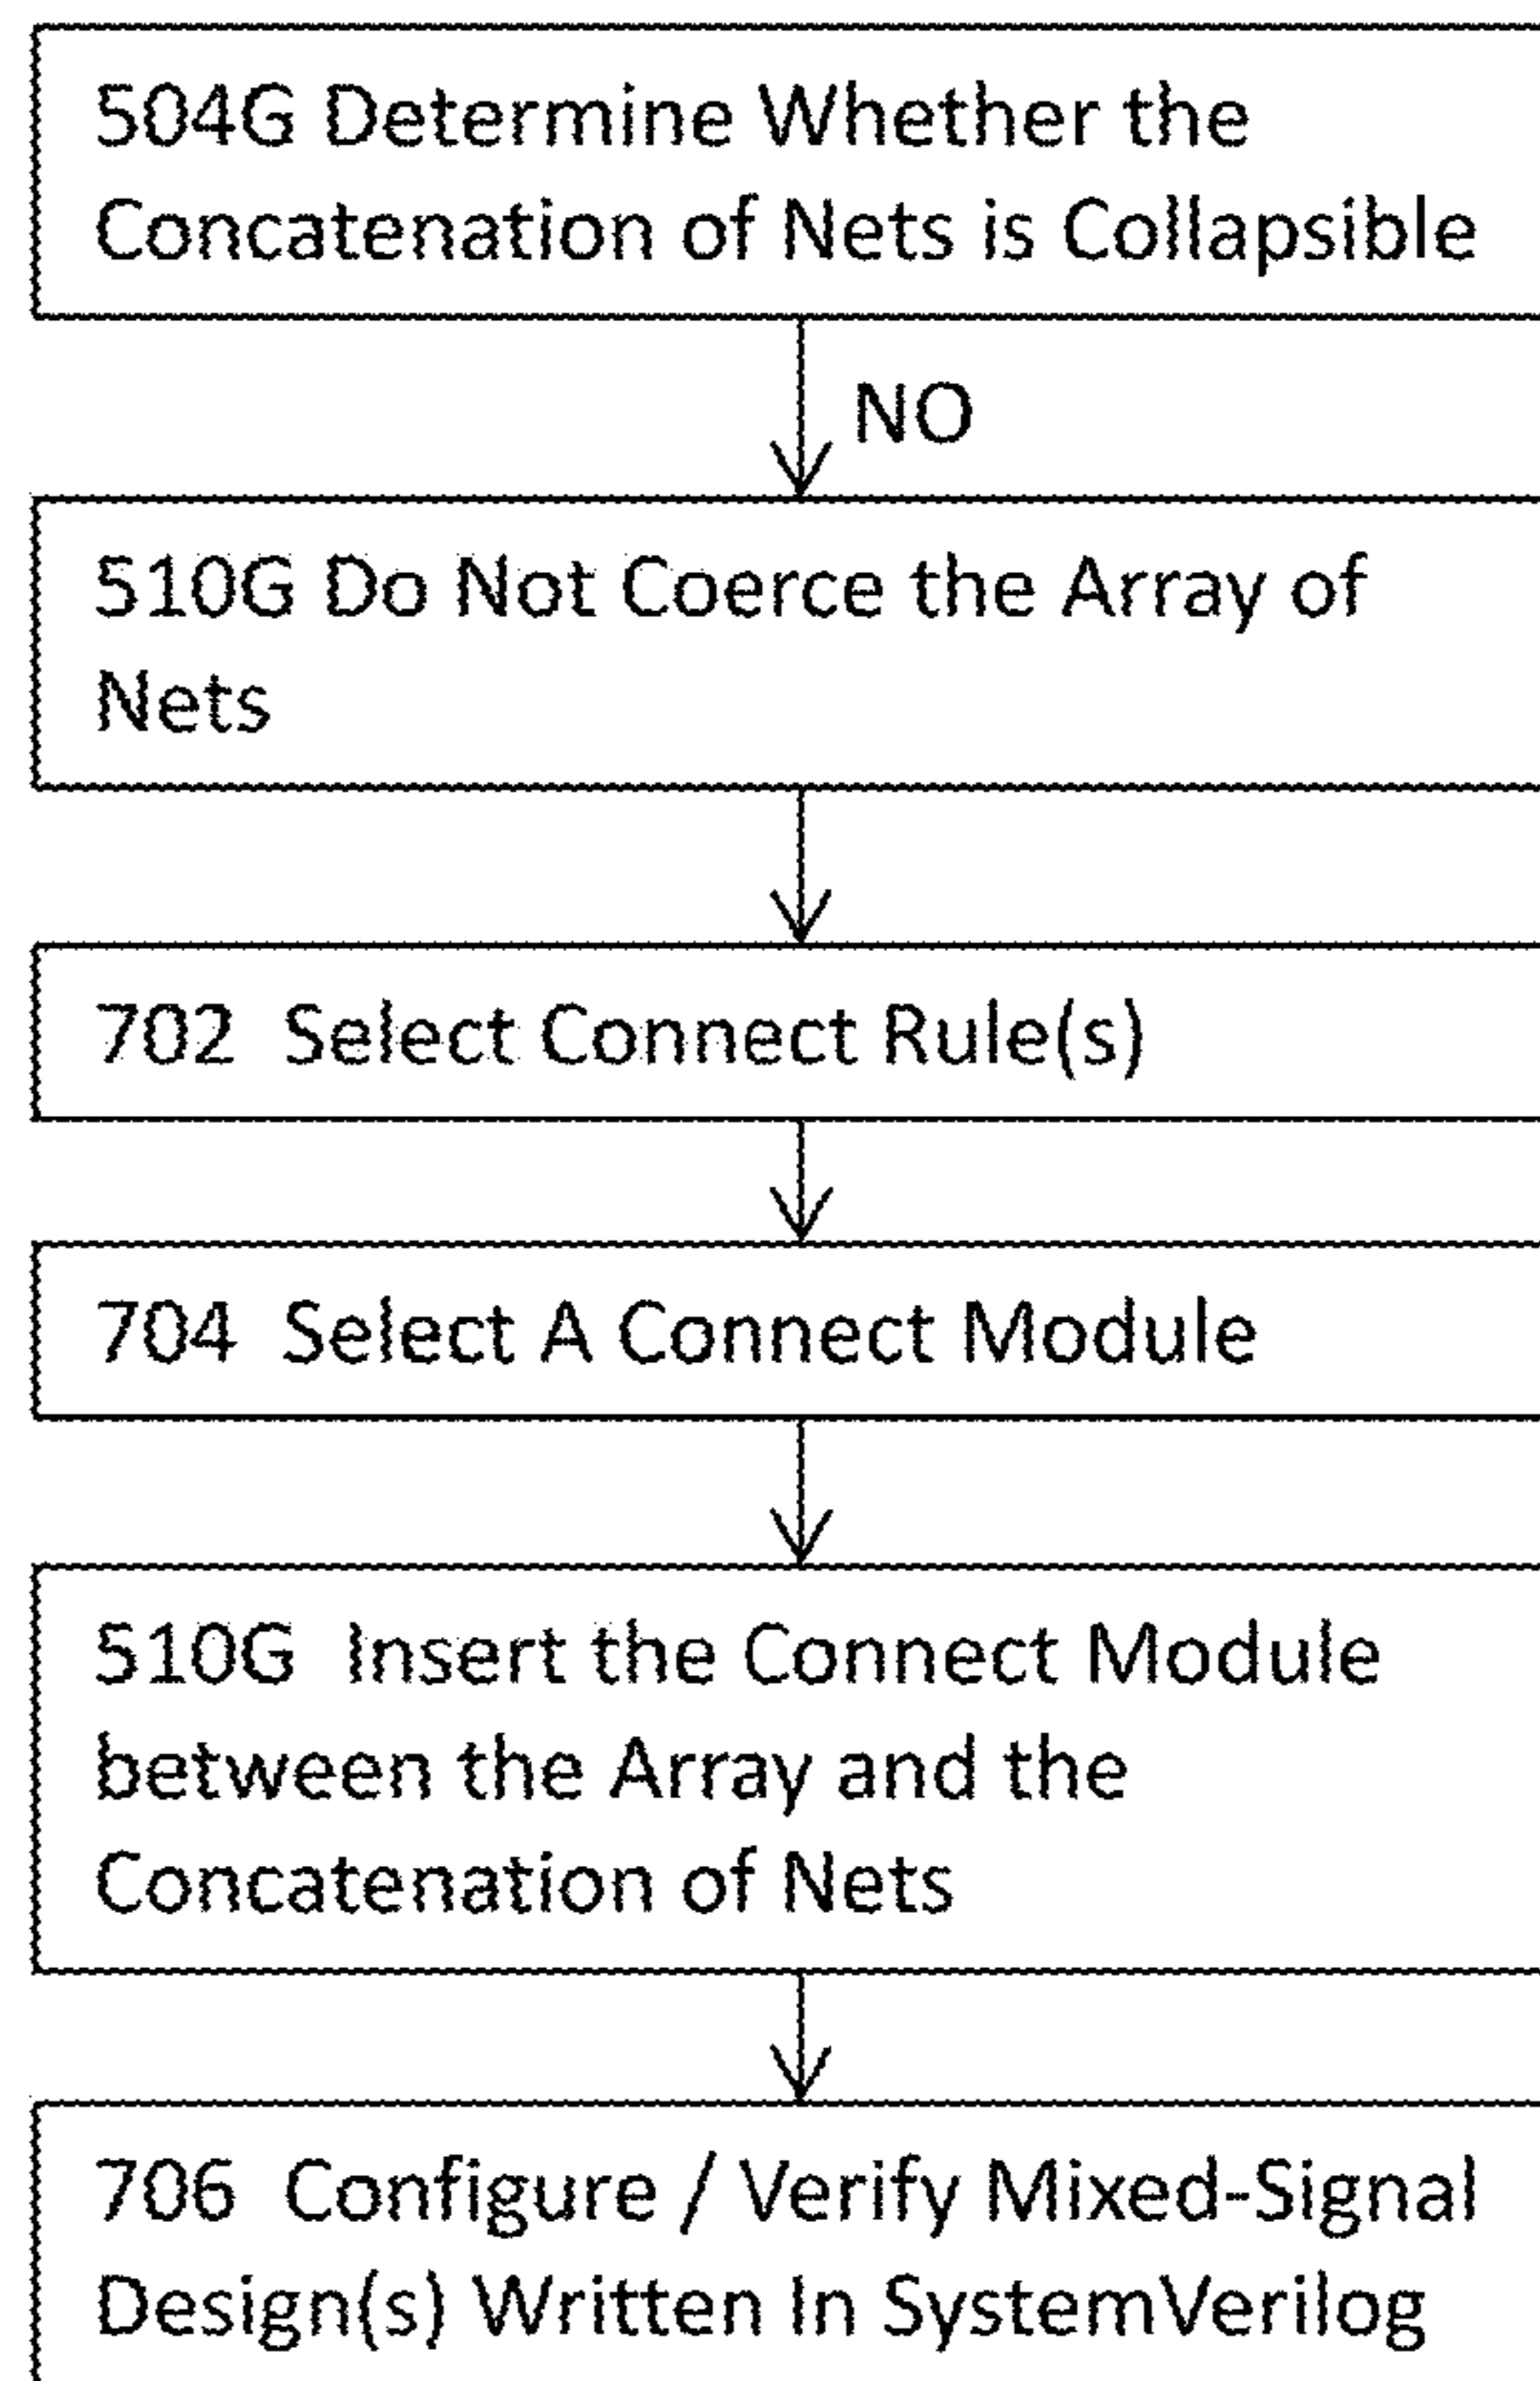 504G Determine Whether the
Concatenation of Nets is Collapsible
NO
510G Do Not Coerce the Array of
Nets
702 Select Connect Rule(s)
704 Select A Connect Module
510G Insert the Connect Module
between the Array and the
Concatenation of Nets
706 Configure / Verify Mixed-Signal
Design(s) Written In SystemVerilog